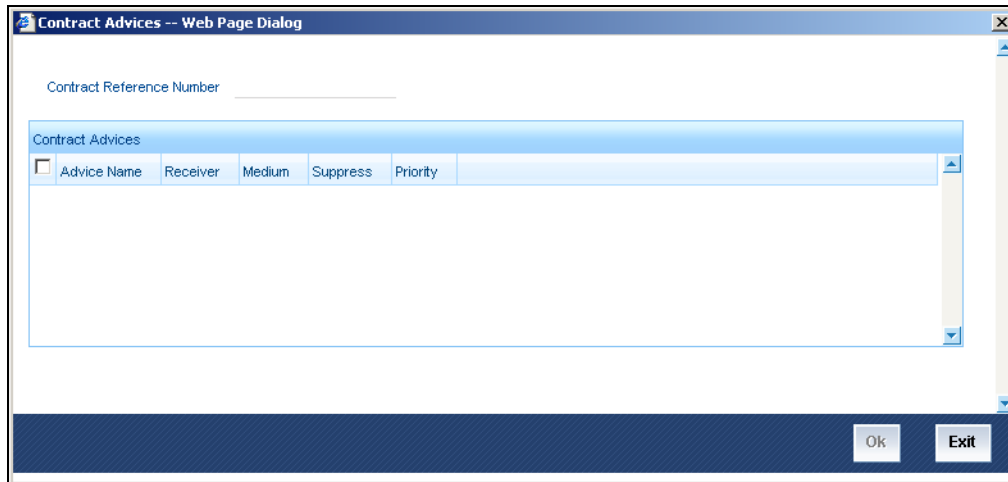 Contract Advices -- Web Page Dialog
Contract Reference Number
Contract Advices
Advice Name Receiver Medium Suppress Priority
Ok Exit